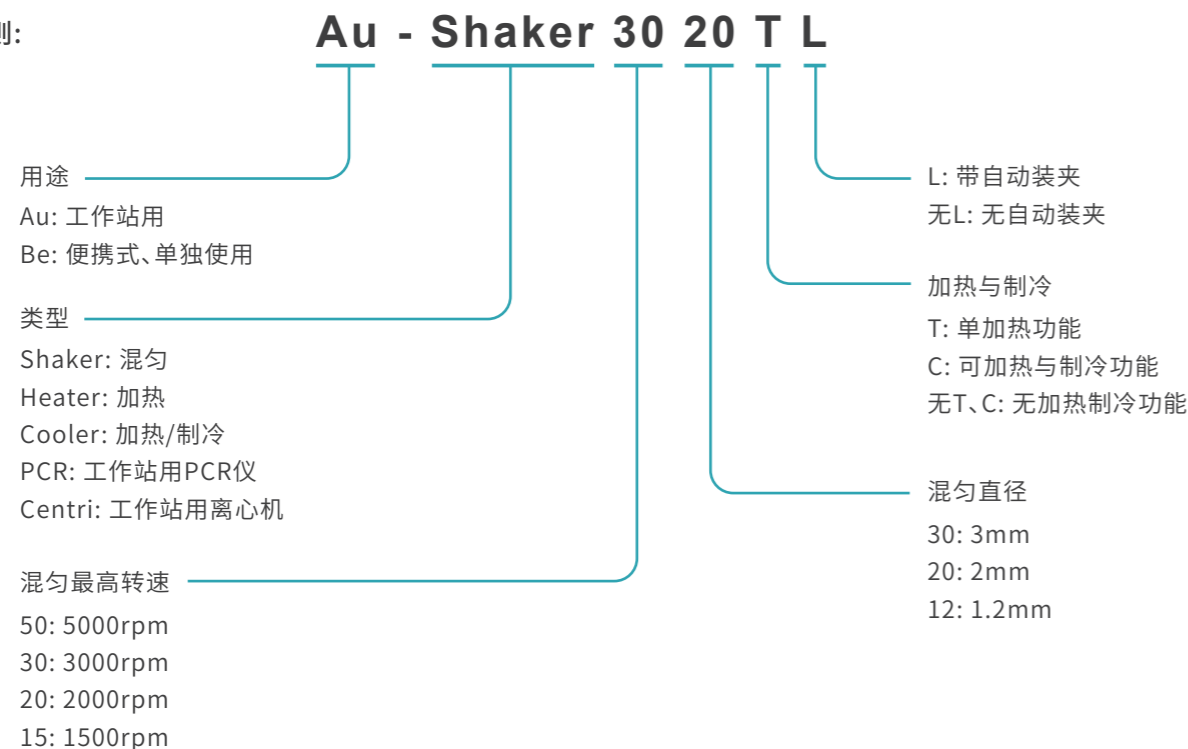 则:
Au - Shaker 30 20 T L
用途
Au: 工作站用
Be: 便携式、单独使用
类型
Shaker: 混匀
Heater: 加热
Cooler: 加热/制冷
PCR: 工作站用PCR仪
Centri: 工作站用离心机
混匀最高转速
50: 5000rpm
30: 3000rpm
20: 2000rpm
15: 1500rpm
L: 带自动装夹
无L: 无自动装夹
加热与制冷
T: 单加热功能
C: 可加热与制冷功能
无T、C: 无加热制冷功能
混匀直径
30: 3mm
20: 2mm
12: 1.2mm